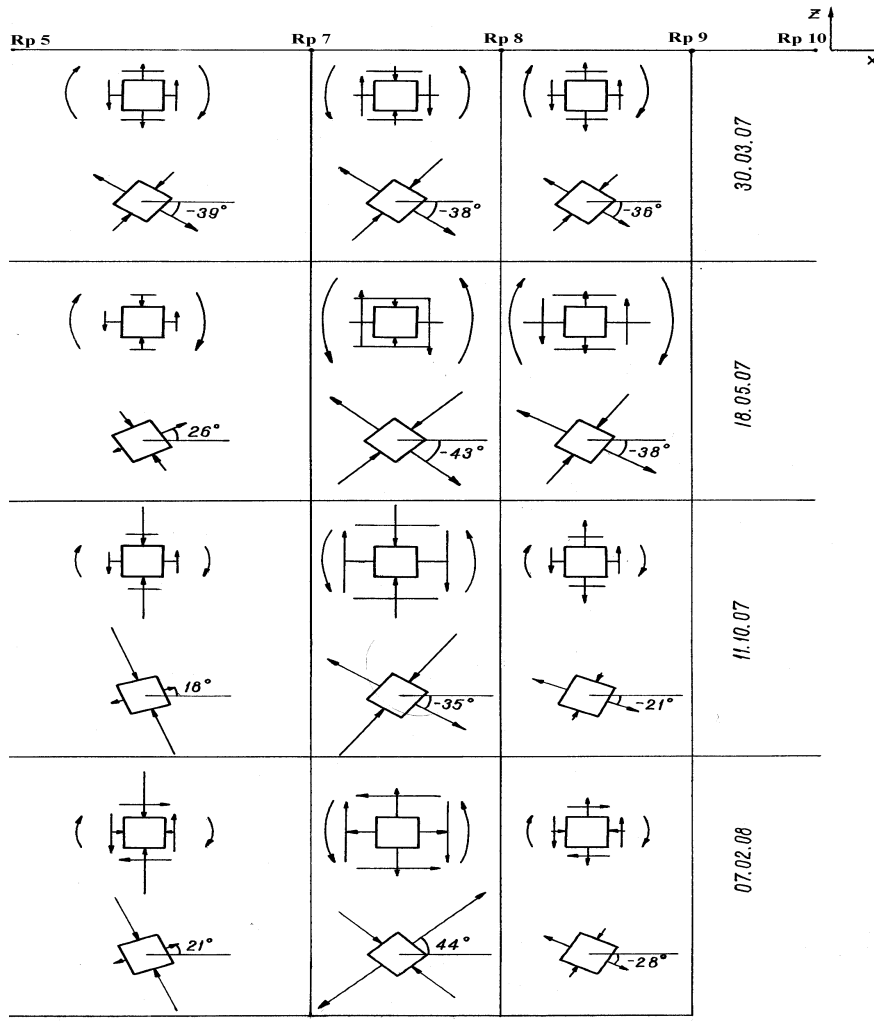 Z
Rp 5 Rp 7 Rp 8 Rp 9 Rp 10
x
-39° -38° -36° 30.03.07
26° -43° -38° 18.05.07
18° -35° -21° 11.10.07
21° 44° -28° 07.02.08